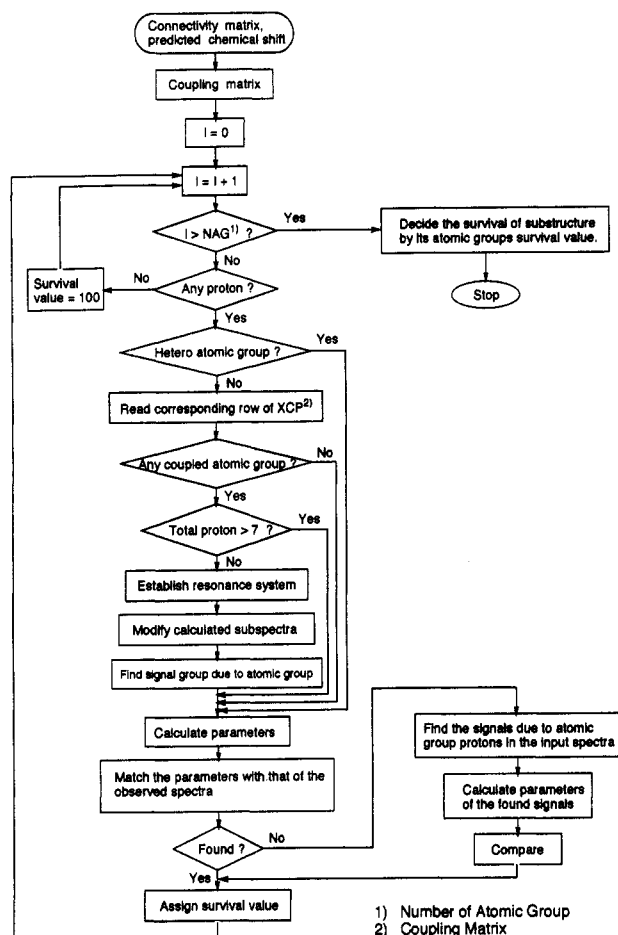 Connectivity matrix,
predicted chemical shift
Coupling matrix
I = 0
I = I + 1
I > NAG1) ?
Yes
Decide the survival of substructure
by its atomic groups survival value.
Stop
No
Any proton ?
No
Survival
value = 100
Yes
Hetero atomic group ?
Yes
No
Read corresponding row of XCP2)
Any coupled atomic group ?
No
Yes
Total proton > 7 ?
Yes
No
Establish resonance system
Modify calculated subspectra
Find signal group due to atomic group
Calculate parameters
Match the parameters with that of the
observed spectra
Found ?
No
Find the signals due to atomic
group protons in the input spectra
Calculate parameters
of the found signals
Compare
Yes
Assign survival value
1) Number of Atomic Group
2) Coupling Matrix